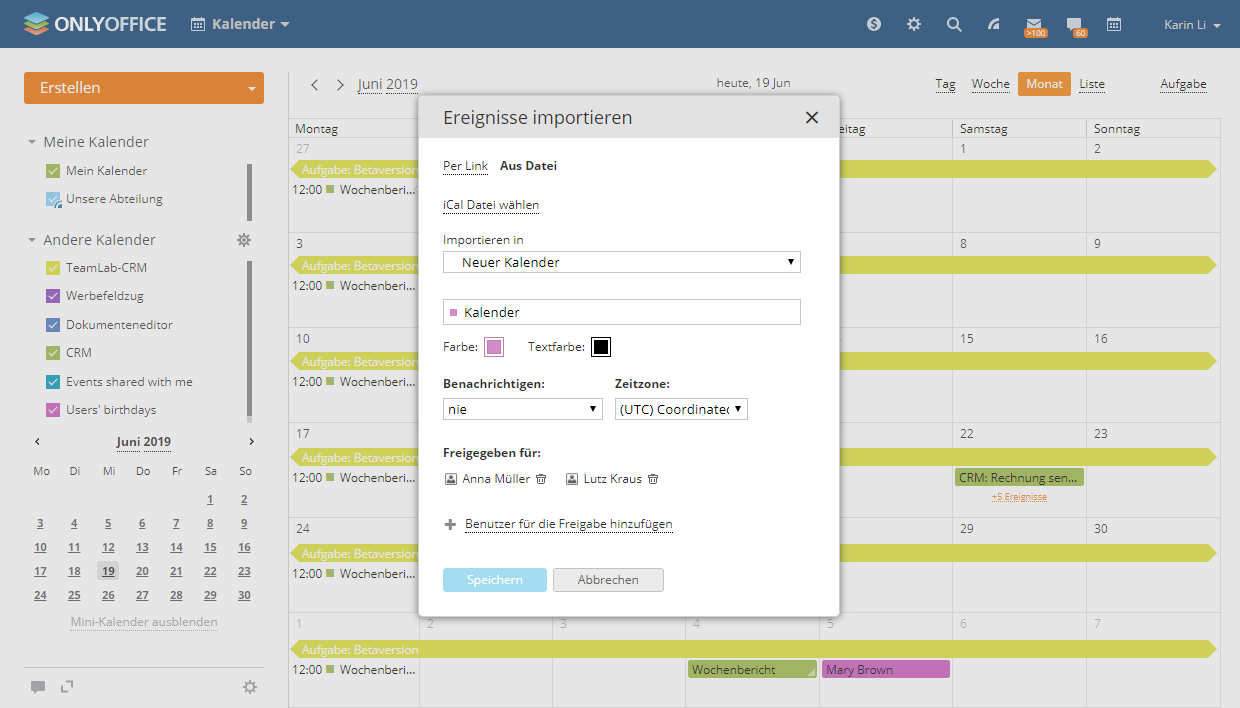 ONLYOFFICE Kalender >100 60 Karin Li
Erstellen
Meine Kalender
Mein Kalender
Unsere Abteilung
Andere Kalender
TeamLab-CRM
Werbefeldzug
Dokumenteneditor
CRM
Events shared with me
Users' birthdays
Juni 2019
Mo Di Mi Do Fr Sa So
1 2
3 4 5 6 7 8 9
10 11 12 13 14 15 16
17 18 19 20 21 22 23
24 25 26 27 28 29 30
Mini-Kalender ausblenden
Juni 2019 heute, 19 Jun Tag Woche Monat Liste Aufgabe
Montag eitag Samstag Sonntag
27 1 2
Aufgabe: Betaversion
12:00 Wochenberi...
3 8 9
Aufgabe: Betaversion
12:00 Wochenberi...
10 15 16
Aufgabe: Betaversion
12:00 Wochenberi...
17 22 23
Aufgabe: Betaversion
12:00 Wochenberi... CRM: Rechnung sen...
+5 Ereignisse
24 29 30
Aufgabe: Betaversion
12:00 Wochenberi...
1 2 3 4 5 6 7
Aufgabe: Betaversion
12:00 Wochenberi... Wochenbericht Mary Brown
Ereignisse importieren
Per Link Aus Datei
iCal Datei wählen
Importieren in
Neuer Kalender
Kalender
Farbe: Textfarbe:
Benachrichtigen: Zeitzone:
nie (UTC) Coordinated
Freigegeben für:
Anna Müller Lutz Kraus
Benutzer für die Freigabe hinzufügen
Speichern Abbrechen